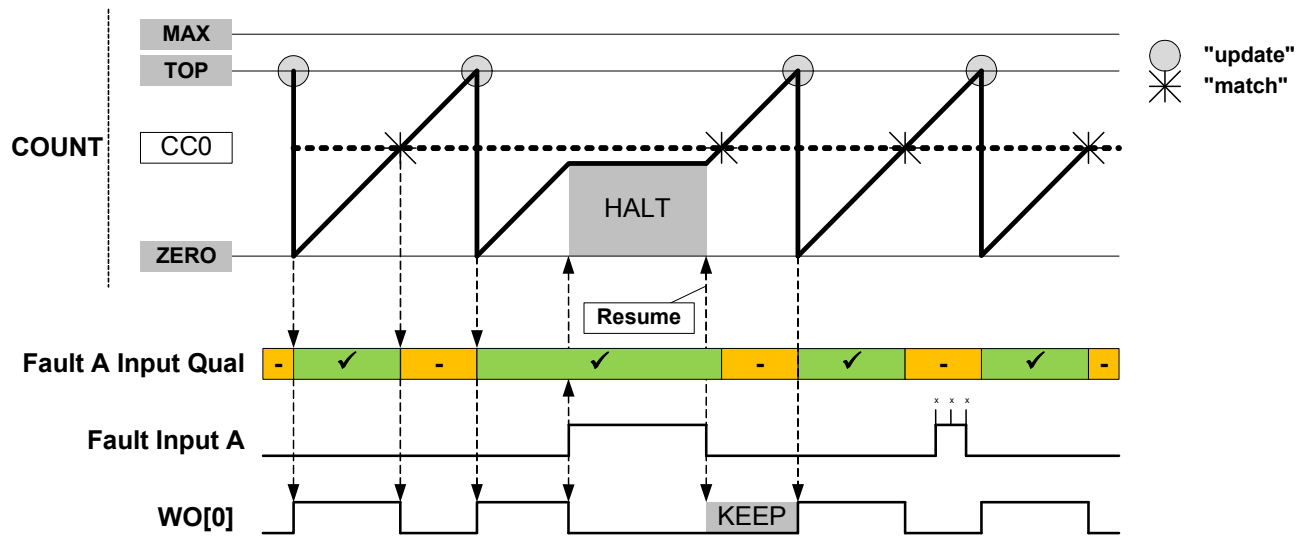 MAX
TOP
"update"
"match"
COUNT
CC0
HALT
ZERO
Resume
Fault A Input Qual
- ✓ - ✓ - ✓ - ✓ -
x x x
Fault Input A
WO[0]
KEEP